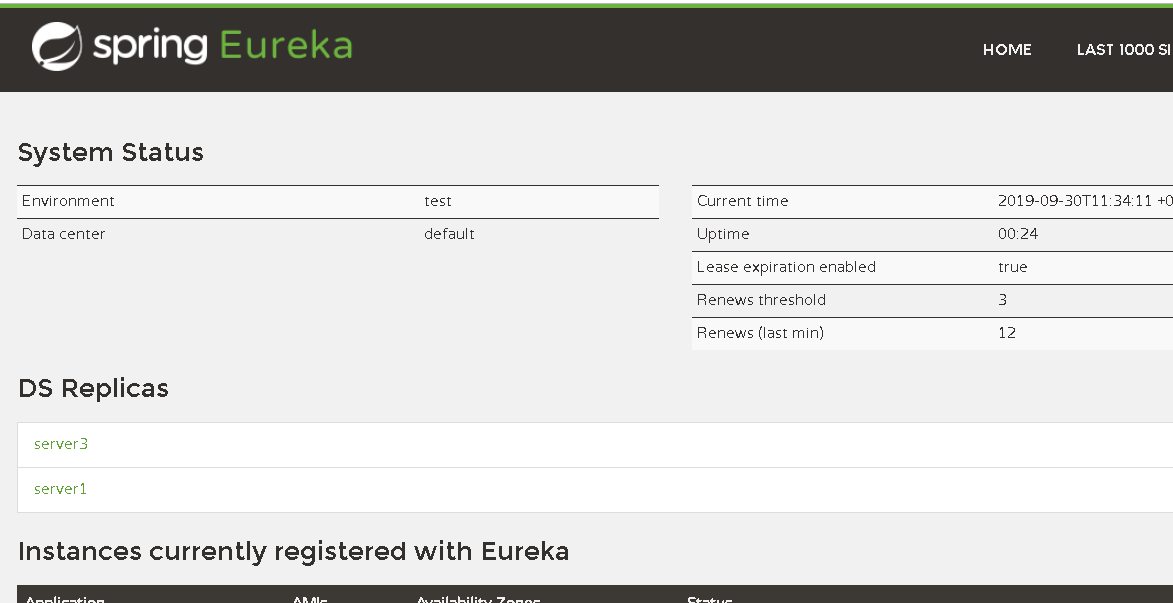 spring Eureka
HOME LAST 1000 SI
System Status
Environment test
Data center default
Current time 2019-09-30T11:34:11 +0
Uptime 00:24
Lease expiration enabled true
Renews threshold 3
Renews (last min) 12
DS Replicas
server3
server1
Instances currently registered with Eureka
Application AMIs Availability Zones Status